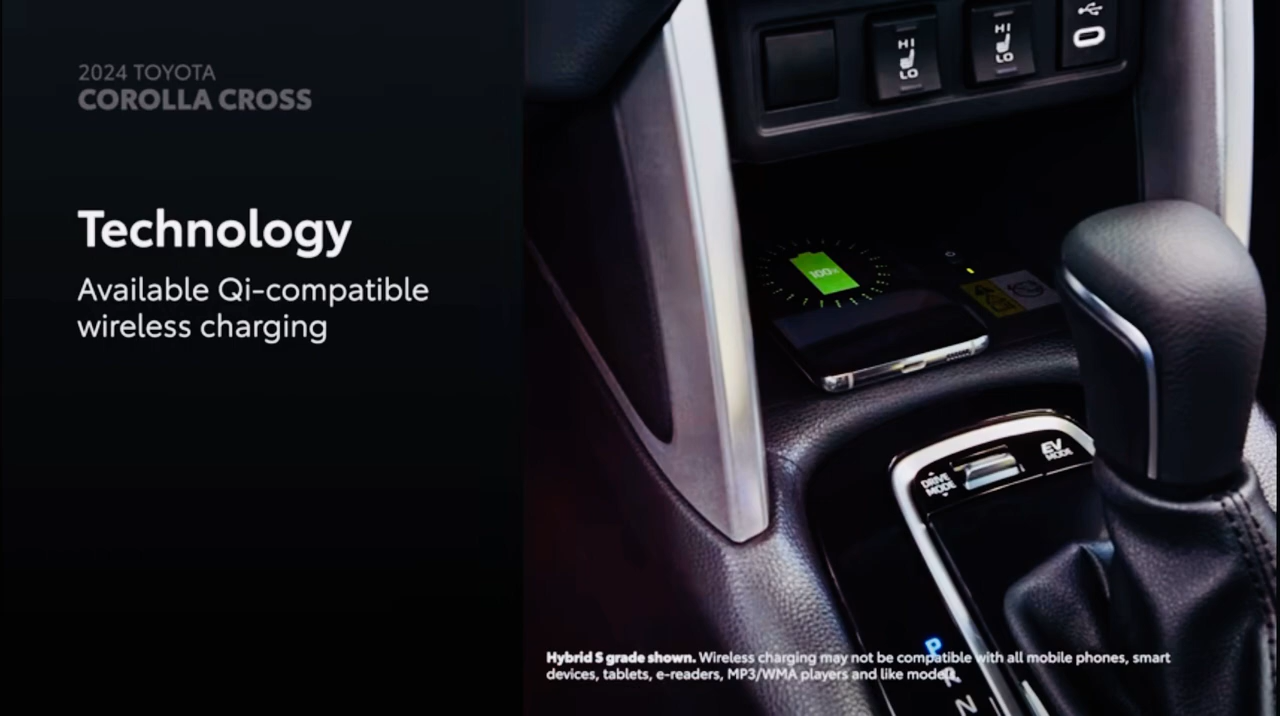 2024 TOYOTA
COROLLA CROSS
Technology
Available Qi-compatible
wireless charging
HI
LO
HI
LO
100%
DRIVE
MODE
EV
MODE
P
R
N
Hybrid S grade shown. Wireless charging may not be compatible with all mobile phones, smart
devices, tablets, e-readers, MP3/WMA players and like models.